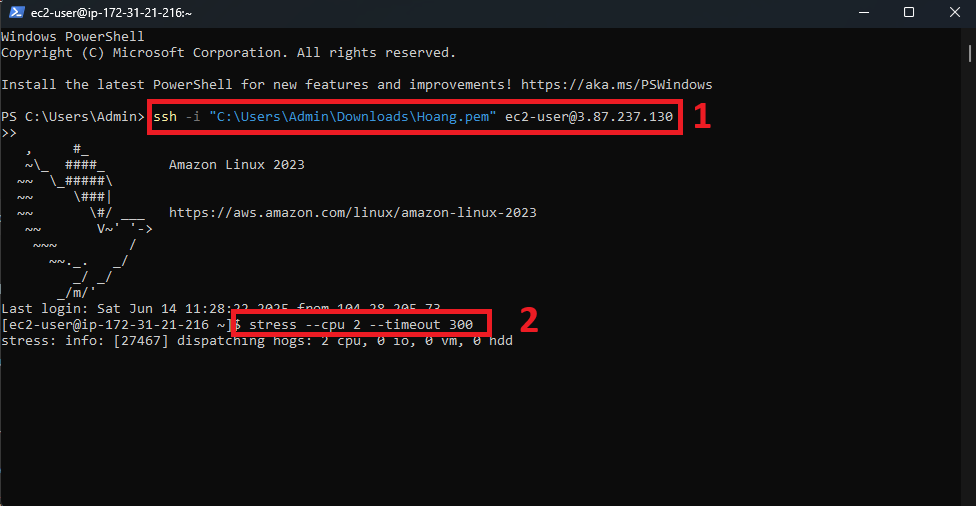 ec2-user@ip-172-31-21-216:~
Windows PowerShell
Copyright (C) Microsoft Corporation. All rights reserved.
Install the latest PowerShell for new features and improvements! https://aka.ms/PSWindows
PS C:\Users\Admin> ssh -i "C:\Users\Admin\Downloads\Hoang.pem" ec2-user@3.87.237.130 1
>>
   ,     #_
   ~\_  ####_        Amazon Linux 2023
  ~~  \_#####\
  ~~     \###|
  ~~       \#/ ___   https://aws.amazon.com/linux/amazon-linux-2023
   ~~       V~' '->
    ~~~         /
      ~~._.   _/
         _/ _/
       _/m/'
Last login: Sat Jun 14 11:28:22 2025 from 104.28.205.73
[ec2-user@ip-172-31-21-216 ~]$ stress --cpu 2 --timeout 300 2
stress: info: [27467] dispatching hogs: 2 cpu, 0 io, 0 vm, 0 hdd